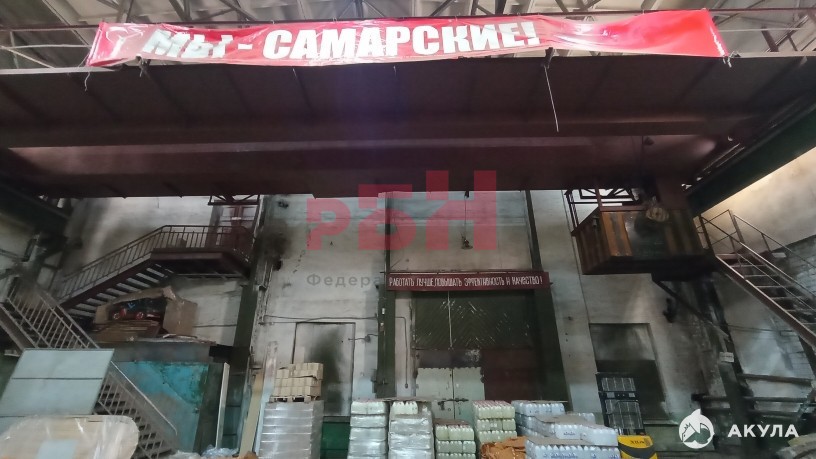 МЫ - САМАРСКИЕ!
РБН
Федера
РАБОТАТЬ ЛУЧШЕ, ПОВЫШАТЬ ЭФФЕКТИВНОСТЬ И КАЧЕСТВО!
АКУЛА